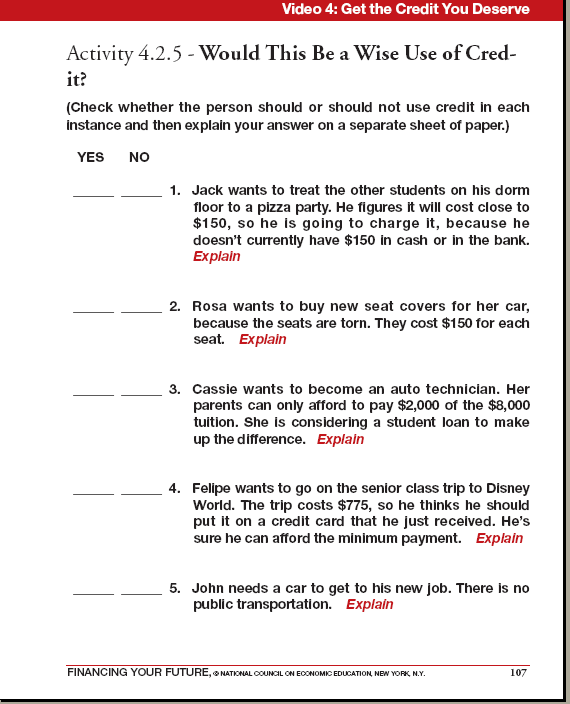 Video 4: Get the Credit You Deserve
Activity 4.2.5 - Would This Be a Wise Use of Cred-
it?
(Check whether the person should or should not use credit in each
instance and then explain your answer on a separate sheet of paper.)
YES NO
_____ _____ 1. Jack wants to treat the other students on his dorm
floor to a pizza party. He figures it will cost close to
$150, so he is going to charge it, because he
doesn't currently have $150 in cash or in the bank.
Explain
_____ _____ 2. Rosa wants to buy new seat covers for her car,
because the seats are torn. They cost $150 for each
seat. Explain
_____ _____ 3. Cassie wants to become an auto technician. Her
parents can only afford to pay $2,000 of the $8,000
tuition. She is considering a student loan to make
up the difference. Explain
_____ _____ 4. Felipe wants to go on the senior class trip to Disney
World. The trip costs $775, so he thinks he should
put it on a credit card that he just received. He's
sure he can afford the minimum payment. Explain
_____ _____ 5. John needs a car to get to his new job. There is no
public transportation. Explain
FINANCING YOUR FUTURE, © NATIONAL COUNCIL ON ECONOMIC EDUCATION, NEW YORK, N.Y. 107